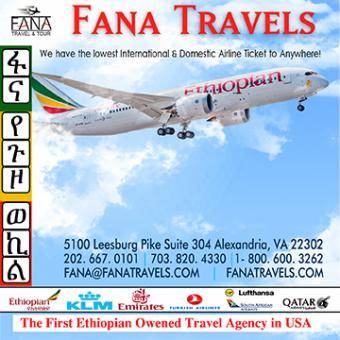 FANA
TRAVEL & TOUR
FANA TRAVELS
We have the lowest International & Domestic Airline Ticket to Anywhere!
ፋና
የጉዞ
ወኪል
Ethiopian
5100 Leesburg Pike Suite 304 Alexandria, VA 22302
202. 667. 0101 | 703. 820. 4330 | 1- 800. 600. 3262
FANA@FANATRAVELS.COM | FANATRAVELS.COM
Ethiopian
KLM
Emirates
TURKISH AIRLINES
Lufthansa
SOUTH AFRICAN AIRWAYS
QATAR
The First Ethiopian Owened Travel Agency in USA